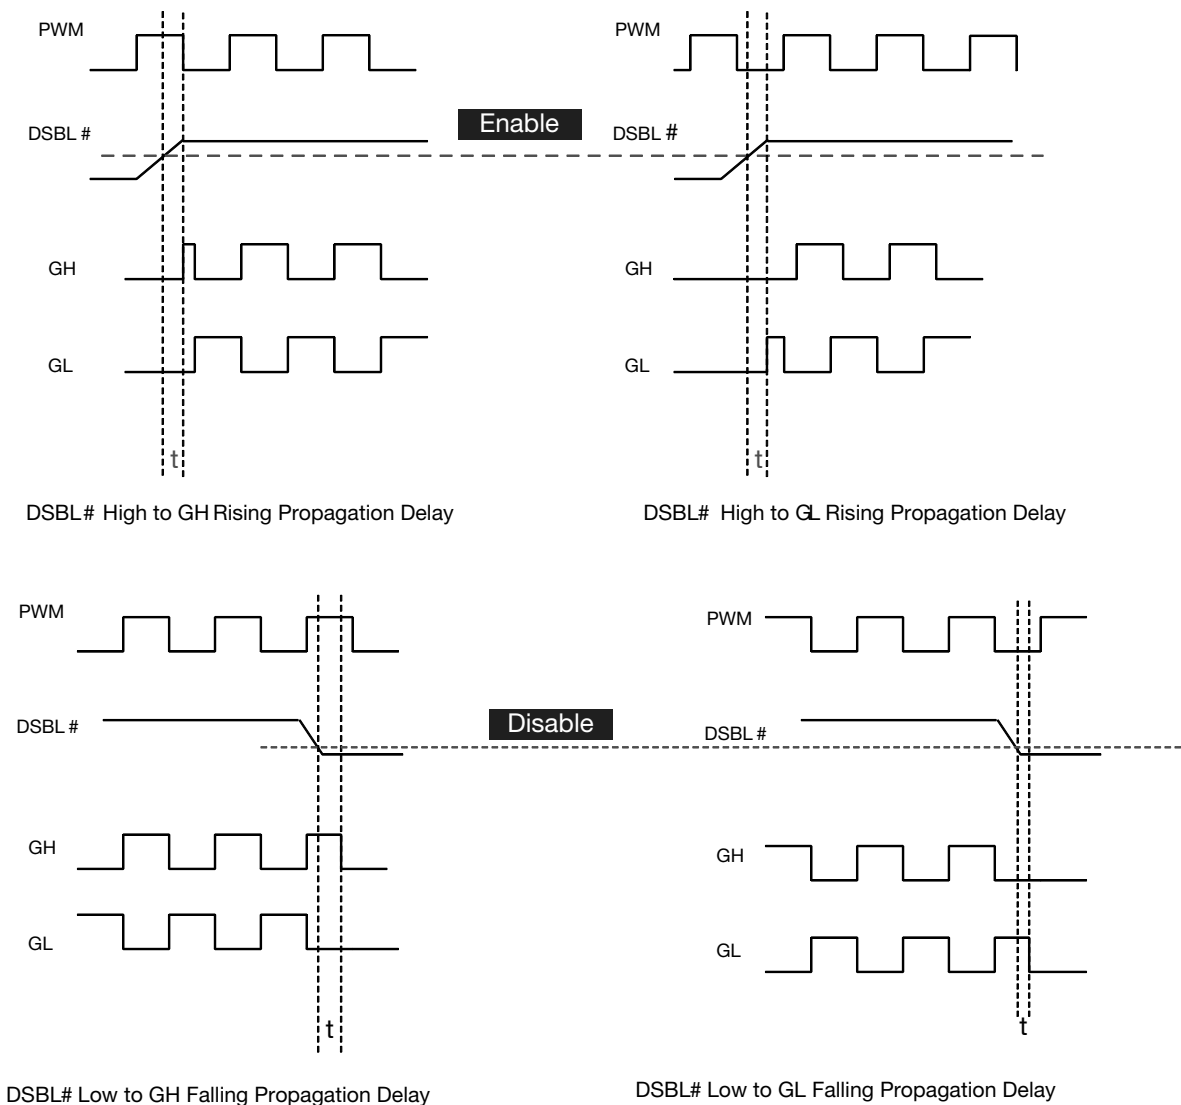 PWM
PWM
DSBL #
Enable
DSBL #
GH
GH
GL
GL
t
t
DSBL# High to GH Rising Propagation Delay
DSBL# High to GL Rising Propagation Delay
PWM
PWM
DSBL #
Disable
DSBL #
GH
GH
GL
GL
t
t
DSBL# Low to GH Falling Propagation Delay
DSBL# Low to GL Falling Propagation Delay